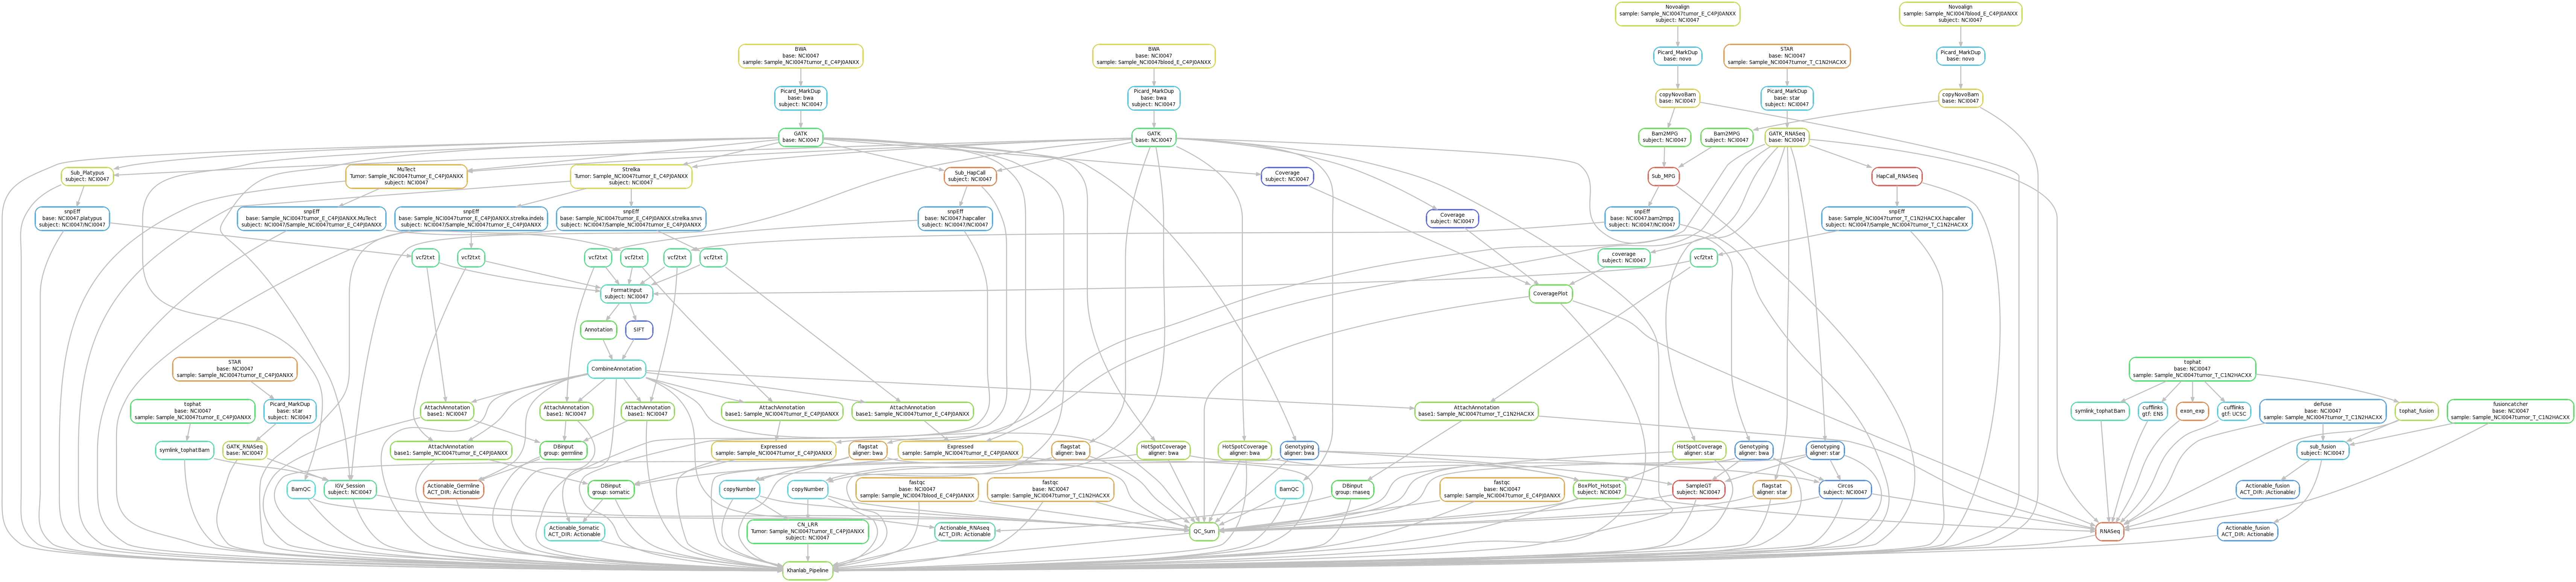 Novoalign
sample: Sample_NCI0047tumor_E_C4PJ0ANXX
subject: NCI0047
Novoalign
sample: Sample_NCI0047blood_E_C4PJ0ANXX
subject: NCI0047
BWA
base: NCI0047
sample: Sample_NCI0047tumor_E_C4PJ0ANXX
BWA
base: NCI0047
sample: Sample_NCI0047blood_E_C4PJ0ANXX
Picard_MarkDup
base: novo
STAR
base: NCI0047
sample: Sample_NCI0047tumor_T_C1N2HACXX
Picard_MarkDup
base: novo
Picard_MarkDup
base: bwa
subject: NCI0047
Picard_MarkDup
base: bwa
subject: NCI0047
copyNovoBam
base: NCI0047
Picard_MarkDup
base: star
subject: NCI0047
copyNovoBam
base: NCI0047
GATK
base: NCI0047
GATK
base: NCI0047
Bam2MPG
subject: NCI0047
Bam2MPG
subject: NCI0047
GATK_RNASeq
base: NCI0047
Sub_Platypus
subject: NCI0047
MuTect
Tumor: Sample_NCI0047tumor_E_C4PJ0ANXX
subject: NCI0047
Strelka
Tumor: Sample_NCI0047tumor_E_C4PJ0ANXX
subject: NCI0047
Sub_HapCall
subject: NCI0047
Coverage
subject: NCI0047
Sub_MPG
HapCall_RNASeq
snpEff
base: NCI0047.platypus
subject: NCI0047/NCI0047
snpEff
base: Sample_NCI0047tumor_E_C4PJ0ANXX.MuTect
subject: NCI0047/Sample_NCI0047tumor_E_C4PJ0ANXX
snpEff
base: Sample_NCI0047tumor_E_C4PJ0ANXX.strelka.indels
subject: NCI0047/Sample_NCI0047tumor_E_C4PJ0ANXX
snpEff
base: Sample_NCI0047tumor_E_C4PJ0ANXX.strelka.snvs
subject: NCI0047/Sample_NCI0047tumor_E_C4PJ0ANXX
snpEff
base: NCI0047.hapcaller
subject: NCI0047/NCI0047
Coverage
subject: NCI0047
snpEff
base: NCI0047.bam2mpg
subject: NCI0047/NCI0047
snpEff
base: Sample_NCI0047tumor_T_C1N2HACXX.hapcaller
subject: NCI0047/Sample_NCI0047tumor_T_C1N2HACXX
vcf2txt
vcf2txt
vcf2txt
vcf2txt
vcf2txt
vcf2txt
coverage
subject: NCI0047
vcf2txt
FormatInput
subject: NCI0047
CoveragePlot
Annotation
SIFT
STAR
base: NCI0047
sample: Sample_NCI0047tumor_E_C4PJ0ANXX
CombineAnnotation
tophat
base: NCI0047
sample: Sample_NCI0047tumor_T_C1N2HACXX
tophat
base: NCI0047
sample: Sample_NCI0047tumor_E_C4PJ0ANXX
Picard_MarkDup
base: star
subject: NCI0047
AttachAnnotation
base1: NCI0047
AttachAnnotation
base1: NCI0047
AttachAnnotation
base1: NCI0047
AttachAnnotation
base1: Sample_NCI0047tumor_E_C4PJ0ANXX
AttachAnnotation
base1: Sample_NCI0047tumor_E_C4PJ0ANXX
AttachAnnotation
base1: Sample_NCI0047tumor_T_C1N2HACXX
symlink_tophatBam
cufflinks
gtf: ENS
exon_exp
cufflinks
gtf: UCSC
deFuse
base: NCI0047
sample: Sample_NCI0047tumor_T_C1N2HACXX
tophat_fusion
fusioncatcher
base: NCI0047
sample: Sample_NCI0047tumor_T_C1N2HACXX
symlink_tophatBam
GATK_RNASeq
base: NCI0047
AttachAnnotation
base1: Sample_NCI0047tumor_E_C4PJ0ANXX
DBinput
group: germline
Expressed
sample: Sample_NCI0047tumor_E_C4PJ0ANXX
flagstat
aligner: bwa
Expressed
sample: Sample_NCI0047tumor_E_C4PJ0ANXX
flagstat
aligner: bwa
HotSpotCoverage
aligner: bwa
HotSpotCoverage
aligner: bwa
Genotyping
aligner: bwa
HotSpotCoverage
aligner: star
Genotyping
aligner: bwa
Genotyping
aligner: star
sub_fusion
subject: NCI0047
BamQC
IGV_Session
subject: NCI0047
Actionable_Germline
ACT_DIR: Actionable
DBinput
group: somatic
copyNumber
copyNumber
fastqc
base: NCI0047
sample: Sample_NCI0047blood_E_C4PJ0ANXX
fastqc
base: NCI0047
sample: Sample_NCI0047tumor_T_C1N2HACXX
BamQC
DBinput
group: rnaseq
fastqc
base: NCI0047
sample: Sample_NCI0047tumor_E_C4PJ0ANXX
BoxPlot_Hotspot
subject: NCI0047
SampleGT
subject: NCI0047
flagstat
aligner: star
Circos
subject: NCI0047
Actionable_fusion
ACT_DIR: /Actionable/
Actionable_Somatic
ACT_DIR: Actionable
CN_LRR
Tumor: Sample_NCI0047tumor_E_C4PJ0ANXX
subject: NCI0047
Actionable_RNAseq
ACT_DIR: Actionable
QC_Sum
RNASeq
Actionable_fusion
ACT_DIR: Actionable
Khanlab_Pipeline